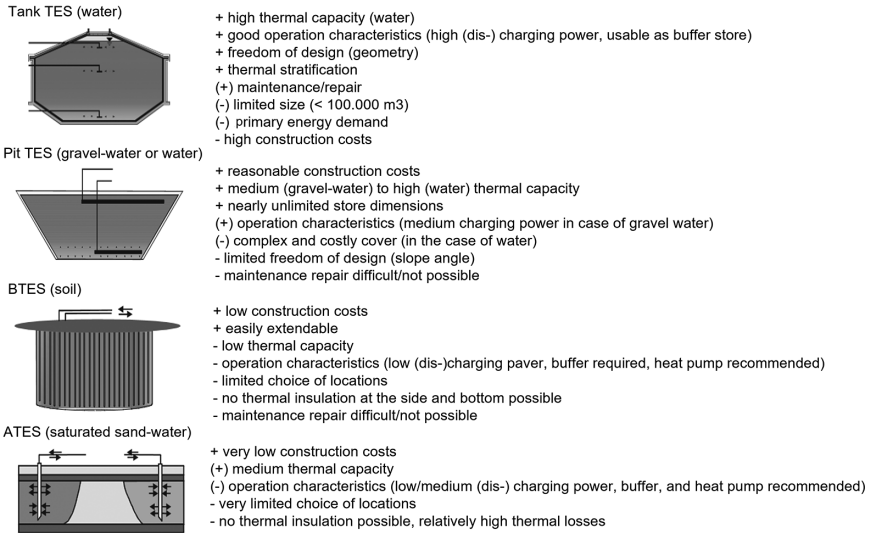 Tank TES (water)
+ high thermal capacity (water)
+ good operation characteristics (high (dis-) charging power, usable as buffer store)
+ freedom of design (geometry)
+ thermal stratification
(+) maintenance/repair
(-) limited size (< 100.000 m3)
(-) primary energy demand
- high construction costs
Pit TES (gravel-water or water)
+ reasonable construction costs
+ medium (gravel-water) to high (water) thermal capacity
+ nearly unlimited store dimensions
(+) operation characteristics (medium charging power in case of gravel water)
(-) complex and costly cover (in the case of water)
- limited freedom of design (slope angle)
- maintenance repair difficult/not possible
BTES (soil)
+ low construction costs
+ easily extendable
- low thermal capacity
- operation characteristics (low (dis-)charging paver, buffer required, heat pump recommended)
- limited choice of locations
- no thermal insulation at the side and bottom possible
- maintenance repair difficult/not possible
ATES (saturated sand-water)
+ very low construction costs
(+) medium thermal capacity
(-) operation characteristics (low/medium (dis-) charging power, buffer, and heat pump recommended)
- very limited choice of locations
- no thermal insulation possible, relatively high thermal losses